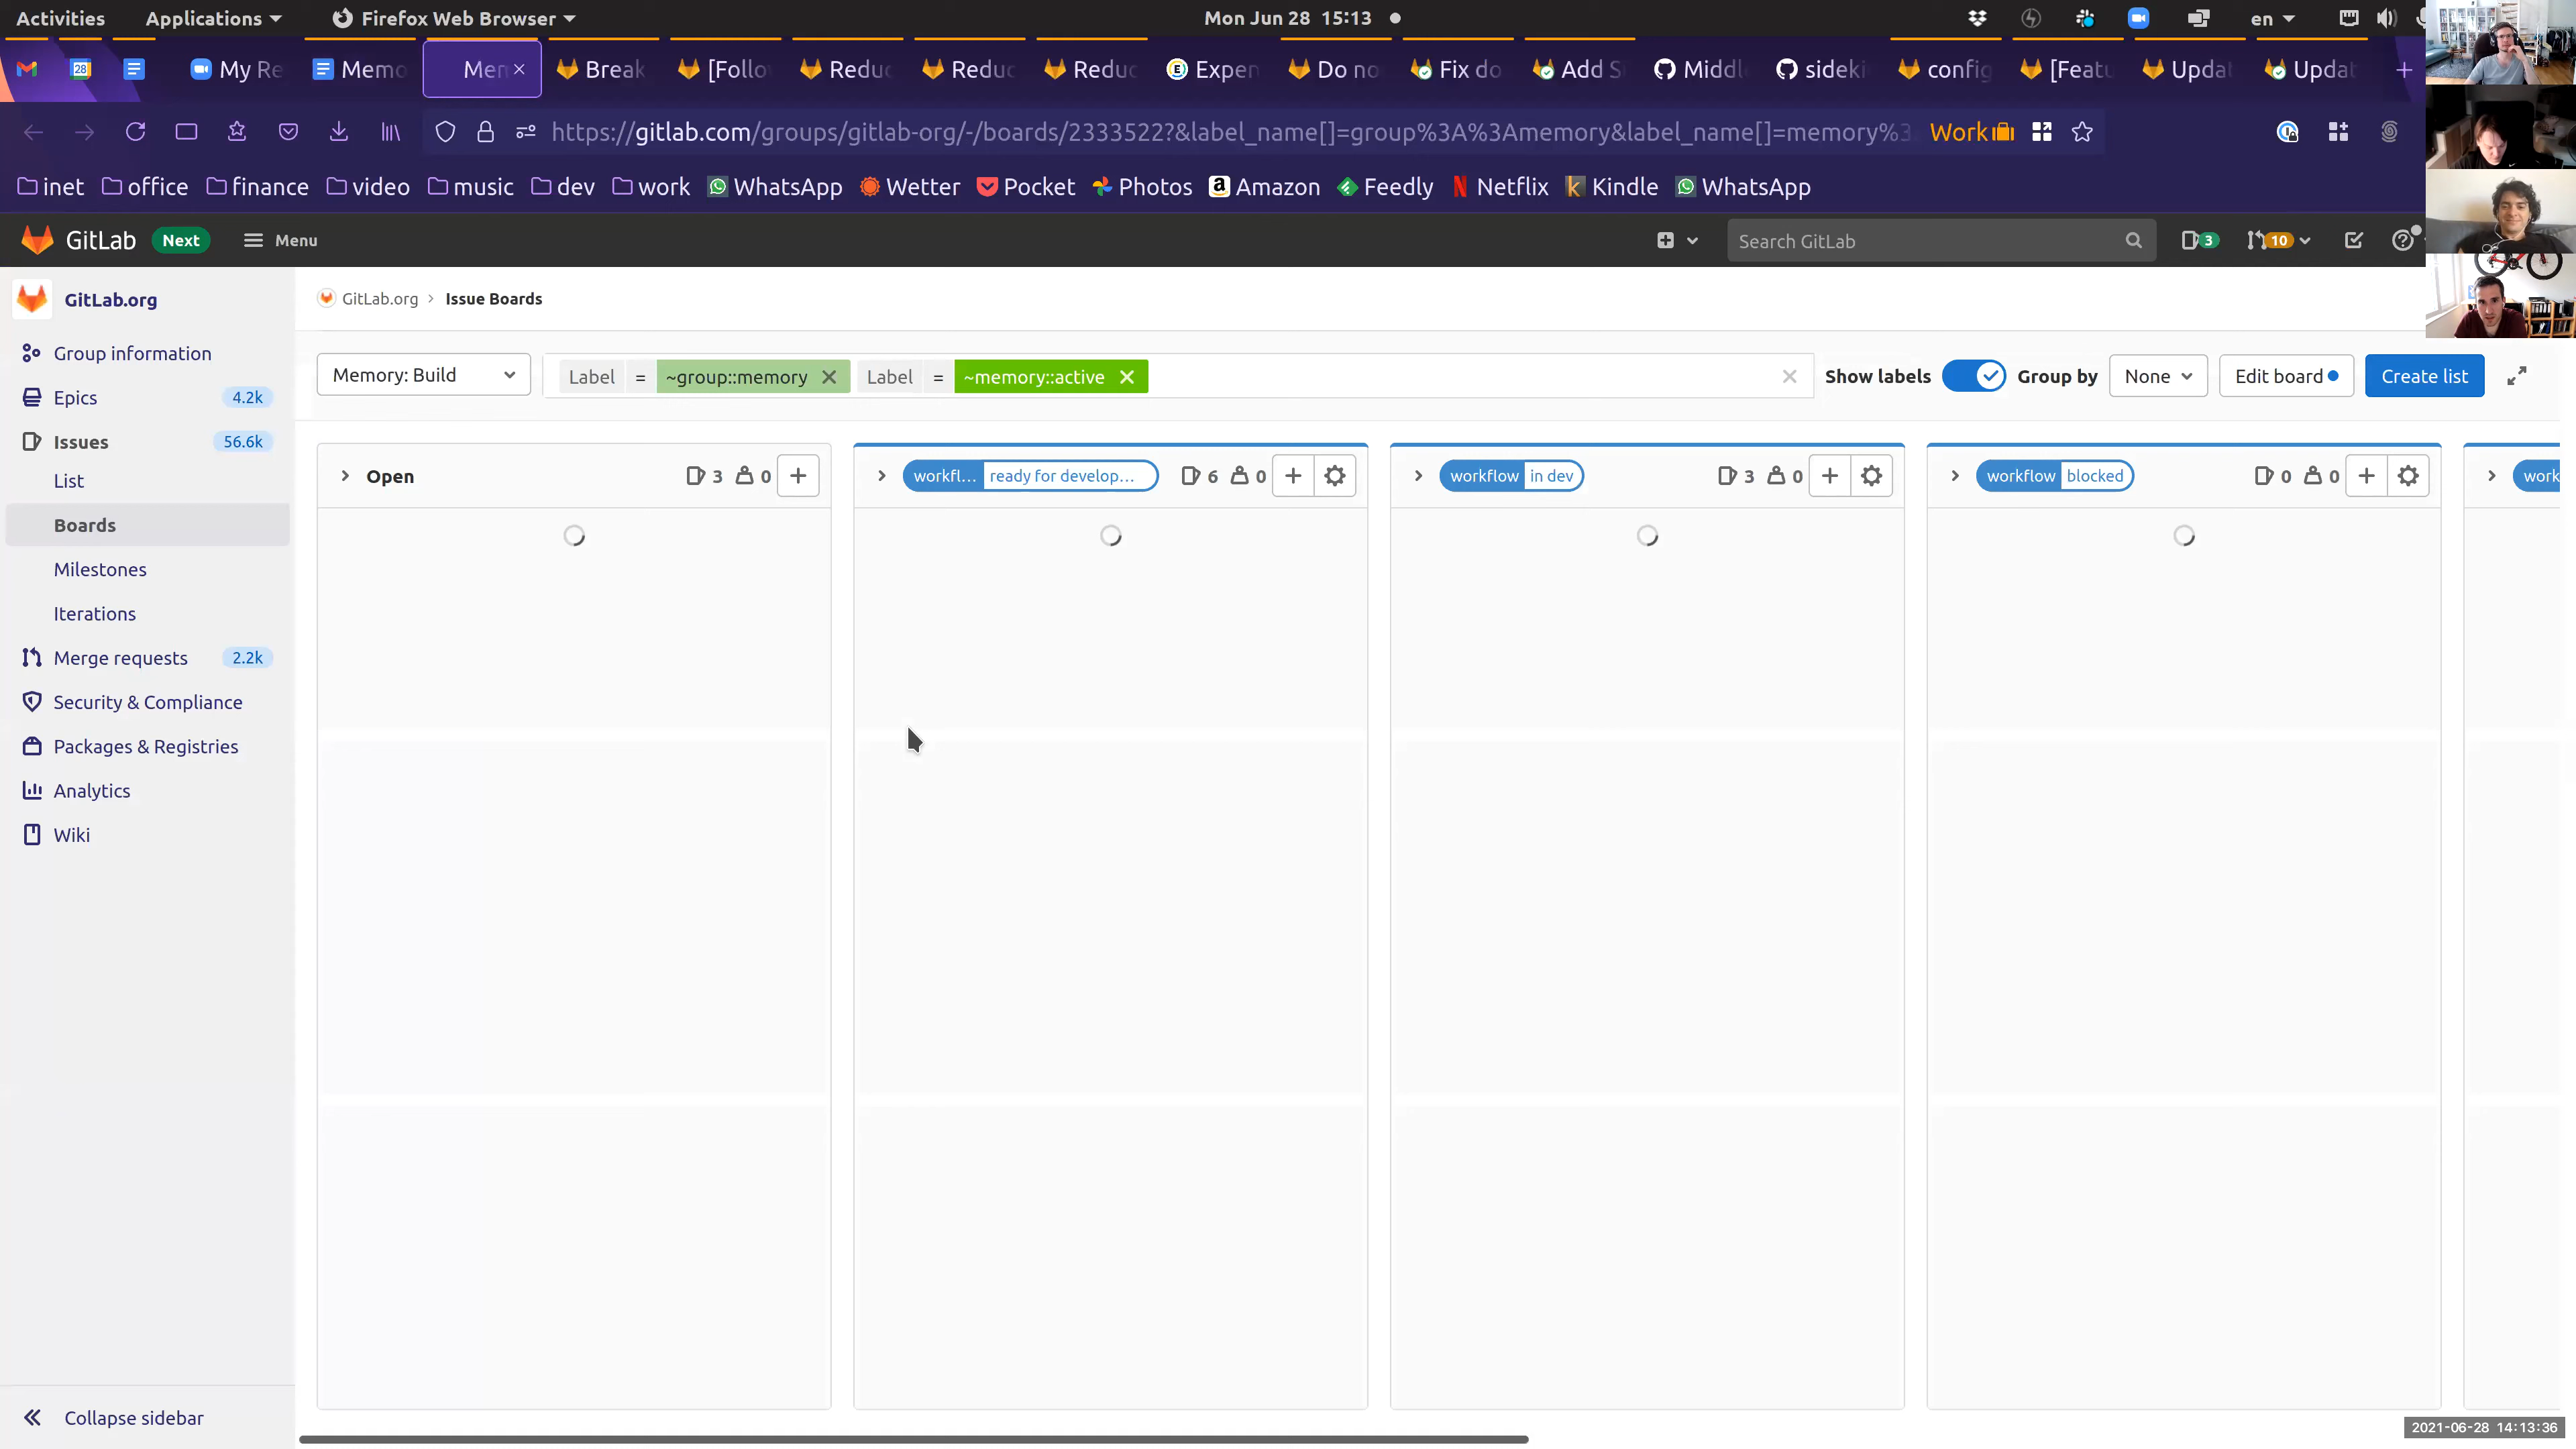 Activities Applications Firefox Web Browser Mon Jun 28 15:13 en
28 My Re Memo Mem Break [Follo Reduc Reduc Reduc Expen Do no Fix do Add S Middl sideki config [Featu Updat Updat
https://gitlab.com/groups/gitlab-org/-/boards/2333522?&label_name[]=group%3A%3Amemory&label_name[]=memory%3 Work
inet office finance video music dev work WhatsApp Wetter Pocket Photos Amazon Feedly Netflix Kindle WhatsApp
GitLab Next Menu Search GitLab 3 10
GitLab.org
GitLab.org > Issue Boards
Group information
Epics 4.2k
Issues 56.6k
List
Boards
Milestones
Iterations
Merge requests 2.2k
Security & Compliance
Packages & Registries
Analytics
Wiki
Collapse sidebar
Memory: Build Label = ~group::memory Label = ~memory::active Show labels Group by None Edit board Create list
Open 3 0 workfl... ready for develop... 6 0 workflow in dev 3 0 workflow blocked 0 0 work
2021-06-28 14:13:36